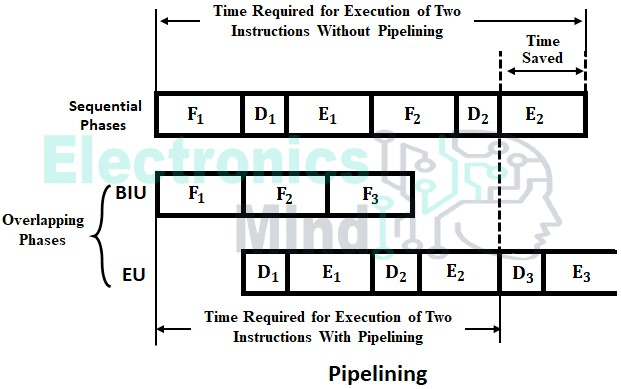 Time Required for Execution of Two
Instructions Without Pipelining
Time
Saved
Sequential
Phases
F₁ D₁ E₁ F₂ D₂ E₂
Electronics
Mind
BIU
F₁ F₂ F₃
Overlapping
Phases
EU
D₁ E₁ D₂ E₂ D₃ E₃
Time Required for Execution of Two
Instructions With Pipelining
Pipelining